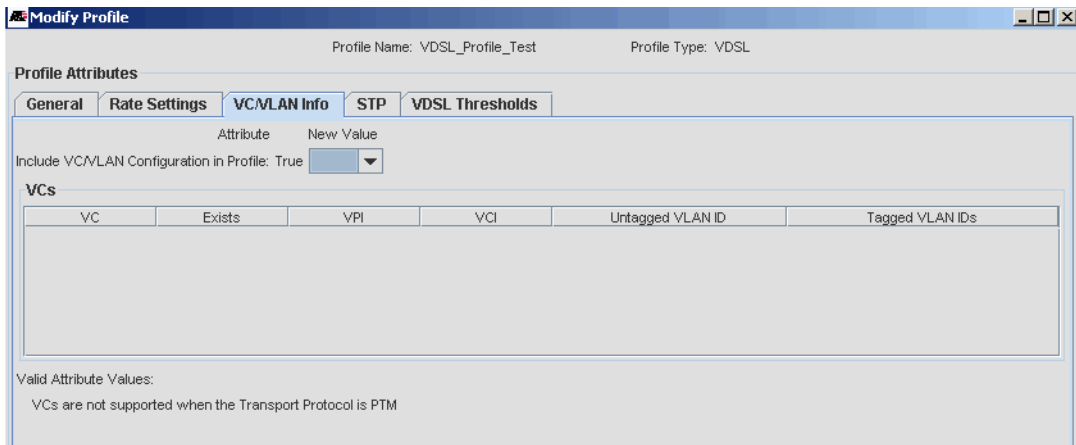 Modify Profile
Profile Name: VDSL_Profile_Test Profile Type: VDSL
Profile Attributes
General Rate Settings VC/VLAN Info STP VDSL Thresholds
Attribute New Value
Include VC/VLAN Configuration in Profile: True
VCs
VC Exists VPI VCI Untagged VLAN ID Tagged VLAN IDs
Valid Attribute Values:
VCs are not supported when the Transport Protocol is PTM